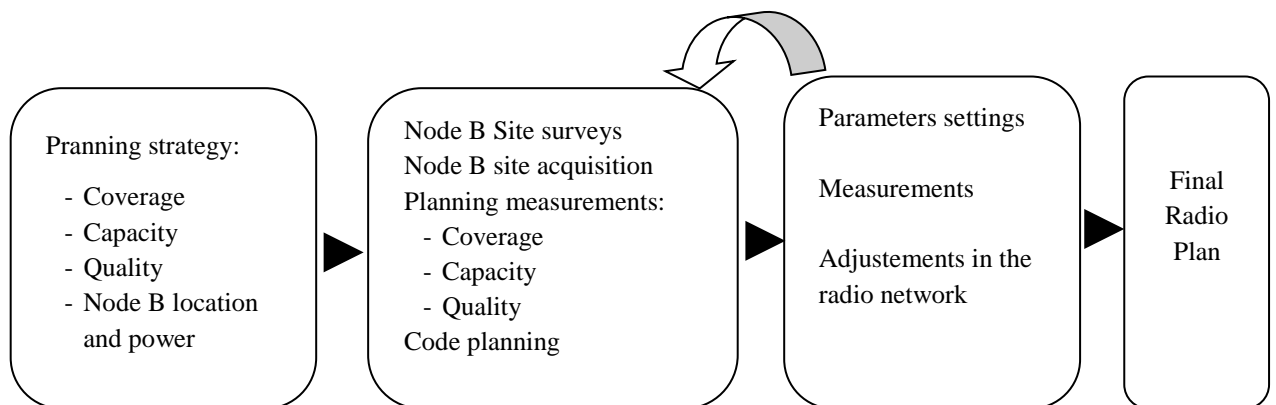 Pranning strategy:
- Coverage
- Capacity
- Quality
- Node B location
and power
Node B Site surveys
Node B site acquisition
Planning measurements:
- Coverage
- Capacity
- Quality
Code planning
Parameters settings
Measurements
Adjustements in the
radio network
Final
Radio
Plan